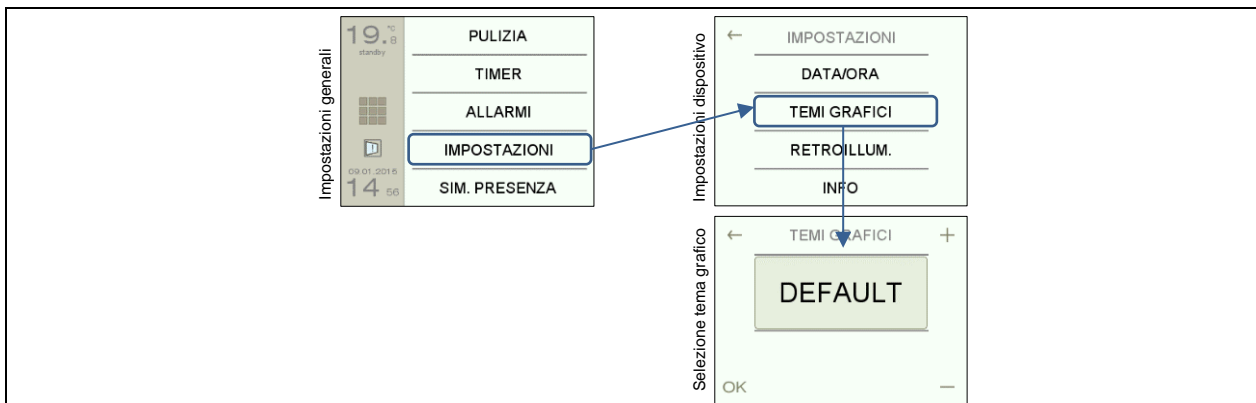 Impostazioni generali
19.8 °C
standby
09.01.2016
14 56
PULIZIA
TIMER
ALLARMI
IMPOSTAZIONI
SIM. PRESENZA
Impostazioni dispositivo
← IMPOSTAZIONI
DATA/ORA
TEMI GRAFICI
RETROILLUM.
INFO
Selezione tema grafico
← TEMI GRAFICI +
DEFAULT
OK −